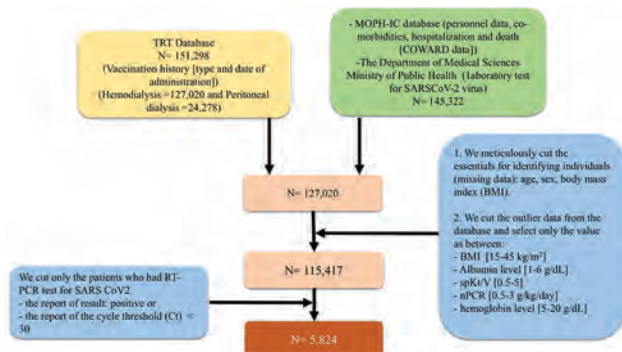 TRT Database
N= 151,298
(Vaccination history [type and date of
administration])
(Hemodialysis =127,020 and Peritoneal
dialysis =24,278)
- MOPH-IC database (personnel data, co-
morbidities, hospitalization and death
[COWARD data])
-The Department of Medical Sciences
Ministry of Public Health (Laboratory test
for SARSCoV-2 virus)
N= 145,322
N= 127,020
1. We meticulously cut the
essentials for identifying individuals
(missing data): age, sex, body mass
index (BMI).
2. We cut the outlier data from the
database and select only the value
as between:
- BMI [15-45 kg/m²]
- Albumin level [1-6 g/dL]
- spKt/V [0.5-5]
- nPCR [0.5-3 g/kg/day]
- hemoglobin level [5-20 g/dL]
N= 115,417
We cut only the patients who had RT-
PCR test for SARS CoV2
- the report of result: positive or
- the report of the cycle threshold (Ct) <
30
N= 5,824